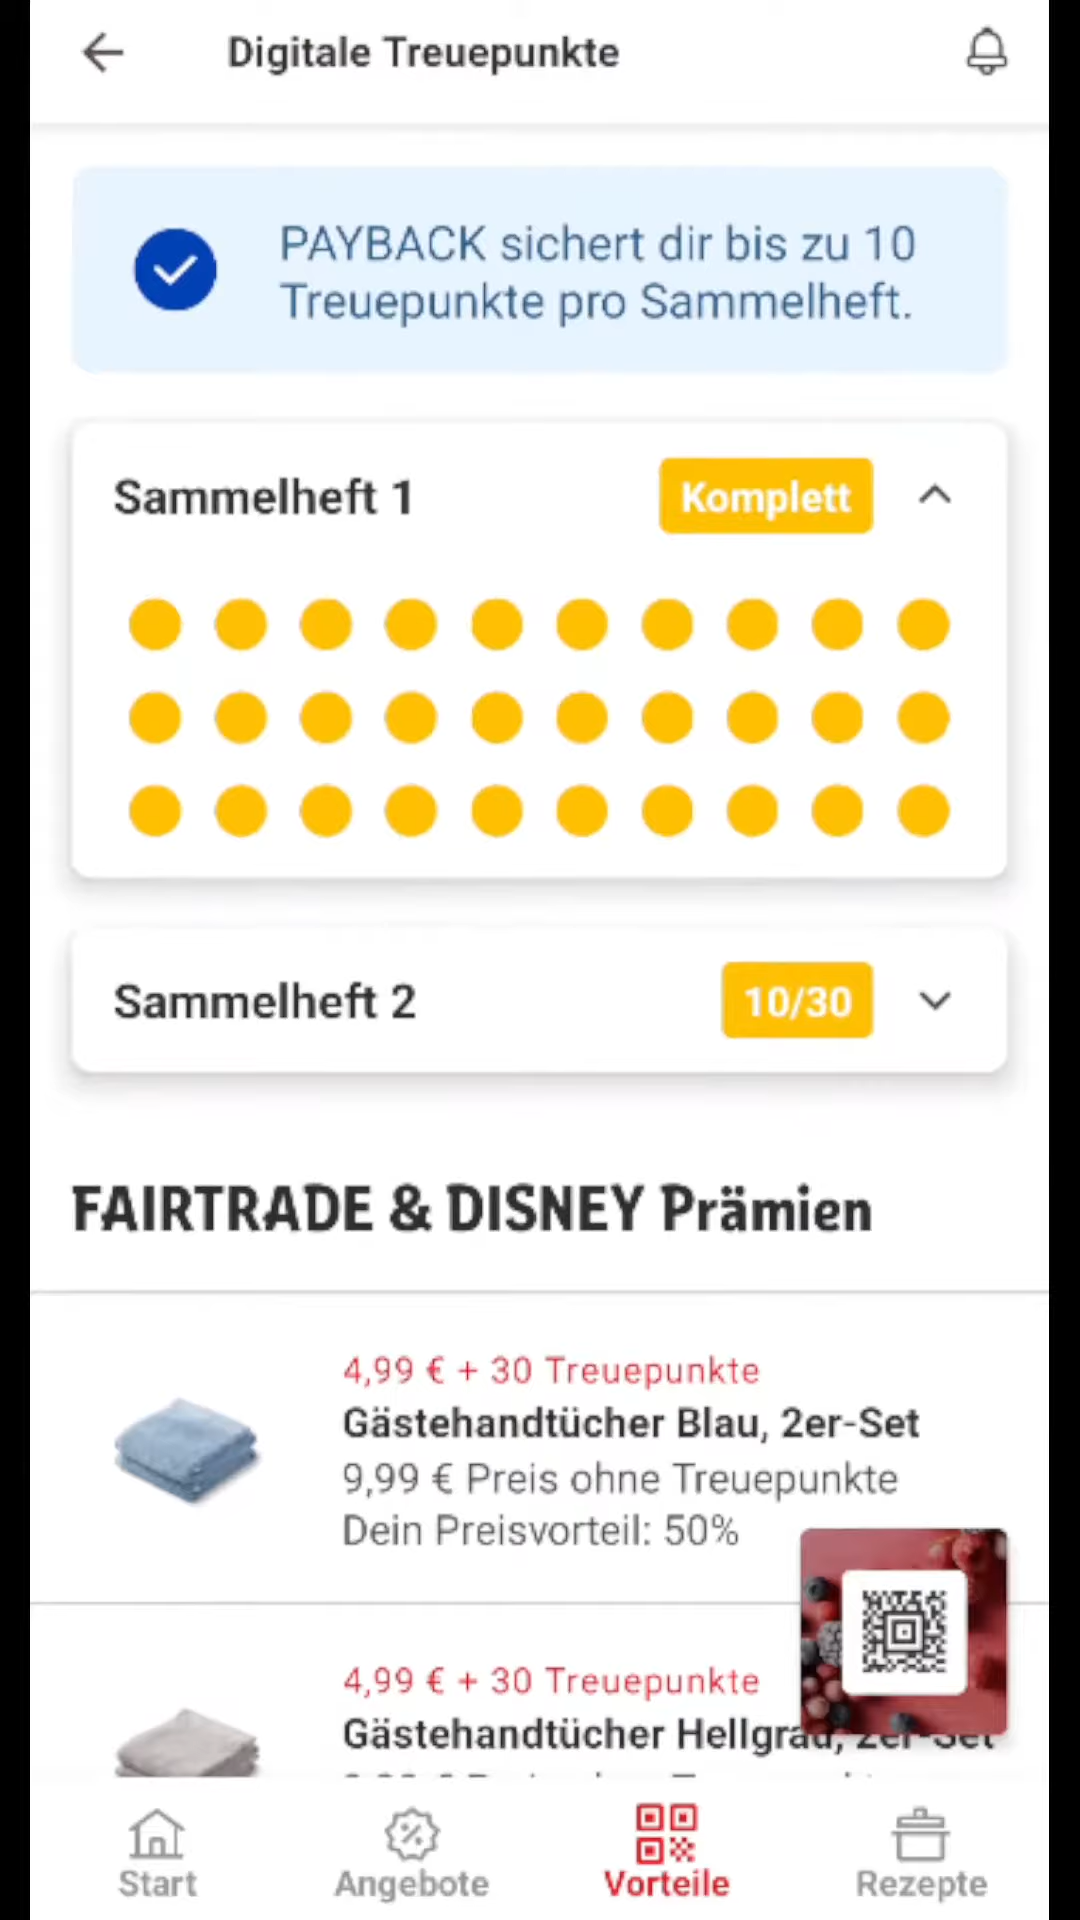 Digitale Treuepunkte
PAYBACK sichert dir bis zu 10
Treuepunkte pro Sammelheft.
Sammelheft 1
Komplett
Sammelheft 2
10/30
FAIRTRADE & DISNEY Prämien
4,99 € + 30 Treuepunkte
Gästehandtücher Blau, 2er-Set
9,99 € Preis ohne Treuepunkte
Dein Preisvorteil: 50%
4,99 € + 30 Treuepunkte
Gästehandtücher Hellgrau, 2er-Set
Start
Angebote
Vorteile
Rezepte